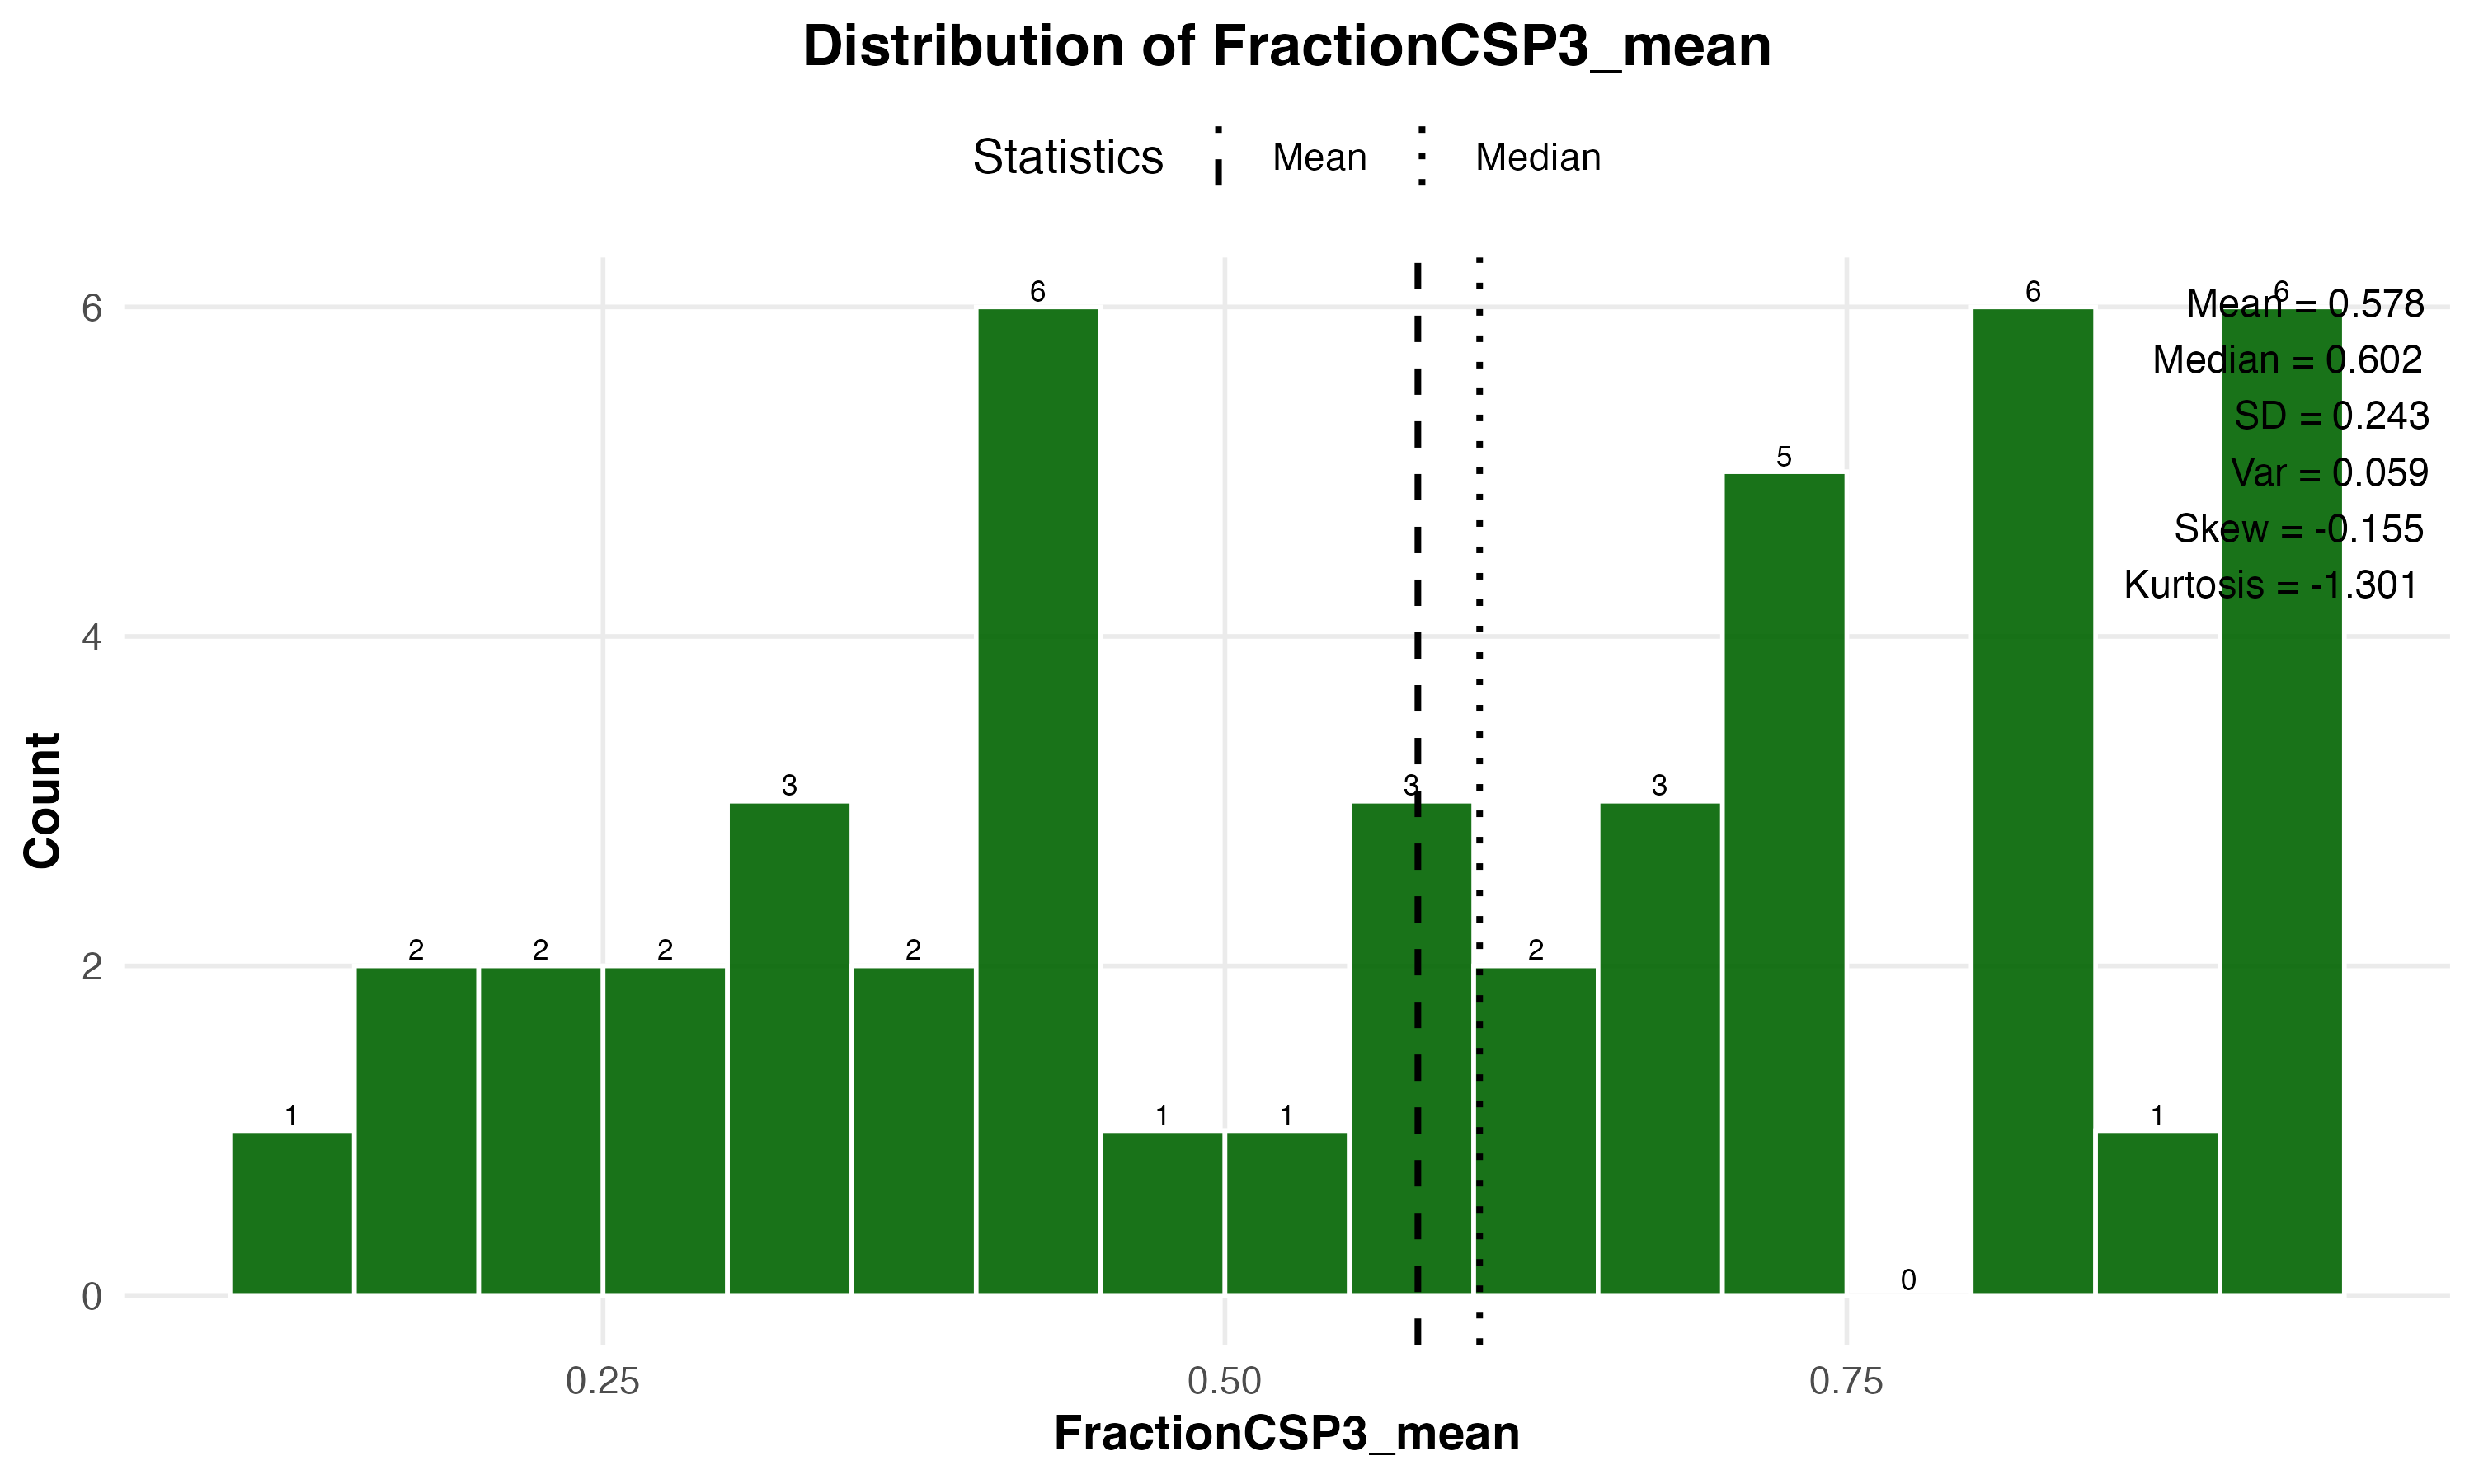 Distribution of FractionCSP3_mean
Statistics Mean Median
6 6 6 6
Mean = 0.578
Median = 0.602
SD = 0.243
5
Var = 0.059
Skew = -0.155
Kurtosis = -1.301
4
3 3 3
Count
2 2 2 2 2 2
1 1 1 1
0 0
0.25 0.50 0.75
FractionCSP3_mean